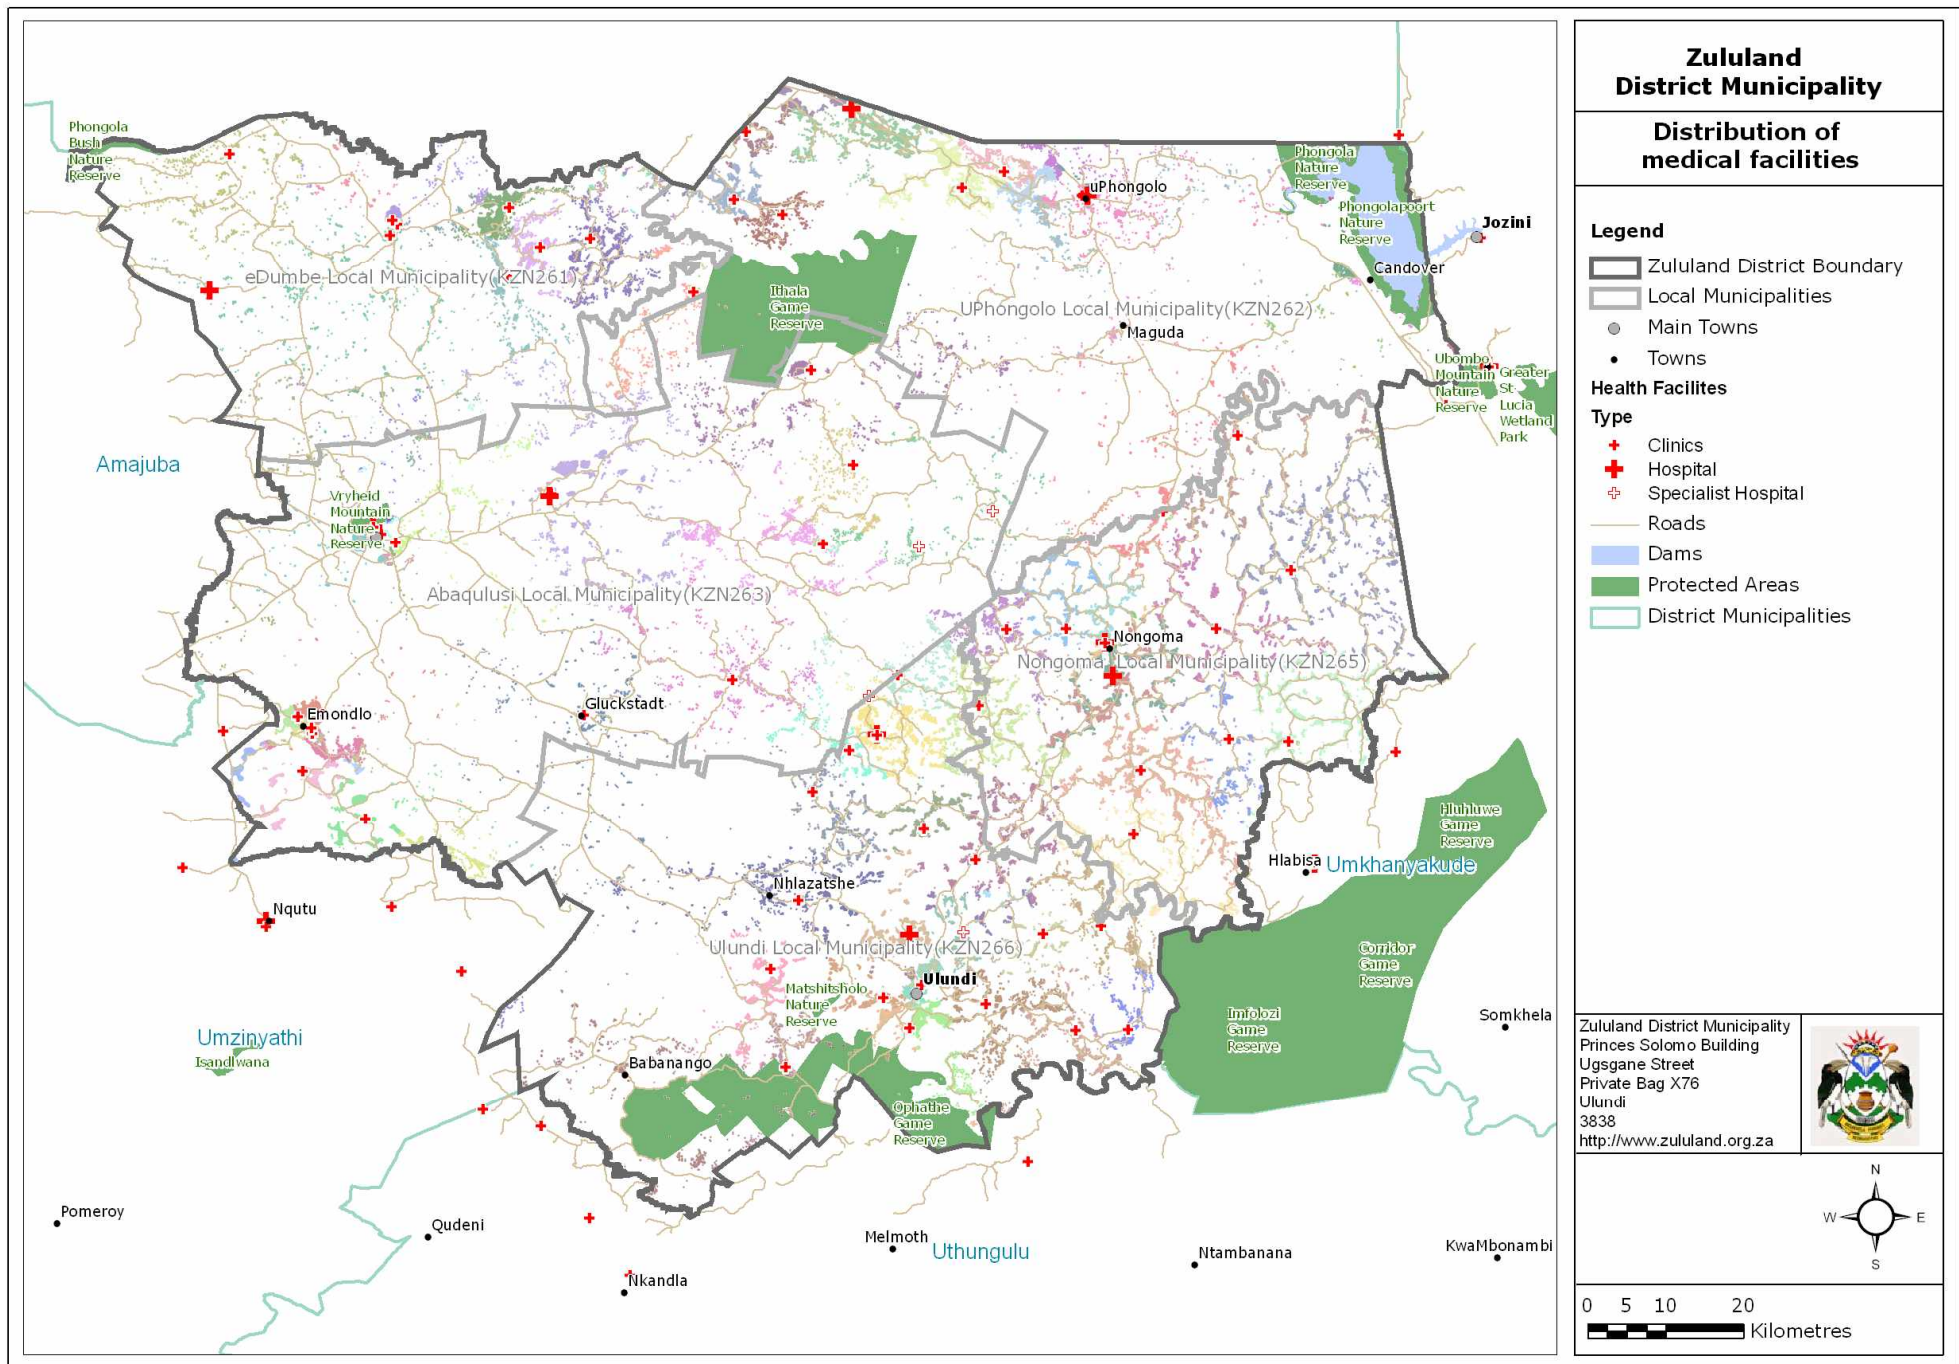 Zululand
District Municipality
Distribution of
medical facilities
Legend
Zululand District Boundary
Local Municipalities
Main Towns
Towns
Health Facilites
Type
Clinics
Hospital
Specialist Hospital
Roads
Dams
Protected Areas
District Municipalities
Zululand District Municipality
Princes Solomo Building
Ugsgane Street
Private Bag X76
Ulundi
3838
http://www.zululand.org.za
N
W
E
S
0 5 10 20
Kilometres
Phongola
Bush
Nature
Reserve
eDumbe Local Municipality(KZN261)
Ithala
Game
Reserve
uPhongolo
UPhongolo Local Municipality(KZN262)
Maguda
Phongola
Nature
Reserve
Phongolapoort
Nature
Reserve
Jozini
Candover
Ubombo
Mountain
Nature
Reserve
Greater
St
Lucia
Wetland
Park
Amajuba
Vryheid
Mountain
Nature
Reserve
Abaqulusi Local Municipality(KZN263)
Nongoma
Nongoma Local Municipality(KZN265)
Emondlo
Gluckstadt
Hluhluwe
Game
Reserve
Hlabisa
Umkhanyakude
Nhlazatshe
Nqutu
Ulundi Local Municipality(KZN266)
Ulundi
Corridor
Game
Reserve
Matshitsholo
Nature
Reserve
Imfolozi
Game
Reserve
Somkhela
Umzinyathi
Isandlwana
Babanango
Ophathe
Game
Reserve
Pomeroy
Qudeni
Melmoth
Uthungulu
Ntambanana
KwaMbonambi
Nkandla